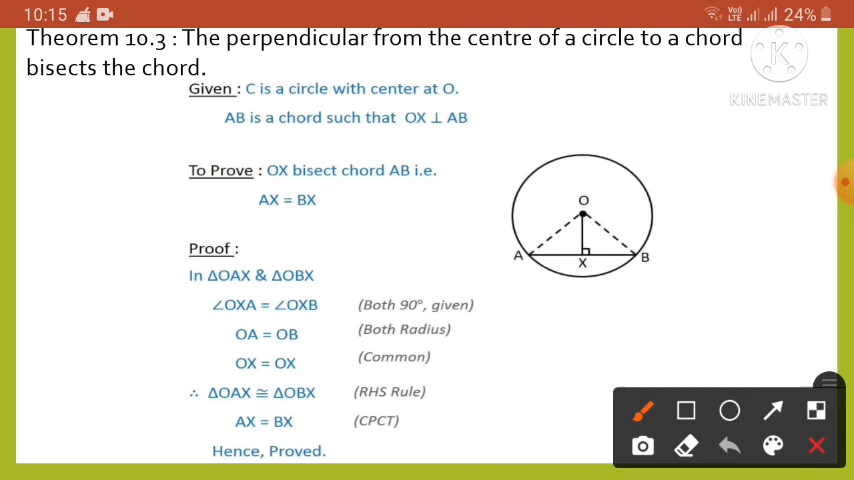 10:15
Vo) LTE 24%
Theorem 10.3 : The perpendicular from the centre of a circle to a chord
bisects the chord.
K
KINEMASTER
Given : C is a circle with center at O.
AB is a chord such that OX ⊥ AB
To Prove : OX bisect chord AB i.e.
AX = BX
O
A
X
B
Proof :
In ΔOAX & ΔOBX
∠OXA = ∠OXB (Both 90°, given)
OA = OB (Both Radius)
OX = OX (Common)
∴ ΔOAX ≅ ΔOBX (RHS Rule)
AX = BX (CPCT)
Hence, Proved.